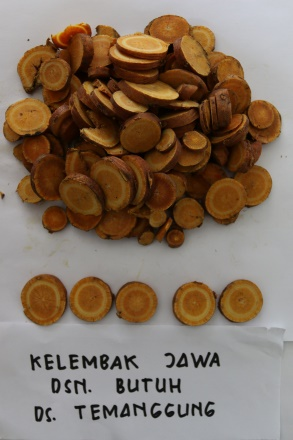 KELEMBAK JAWA
DSN. BUTUH
DS. TEMANGGUNG